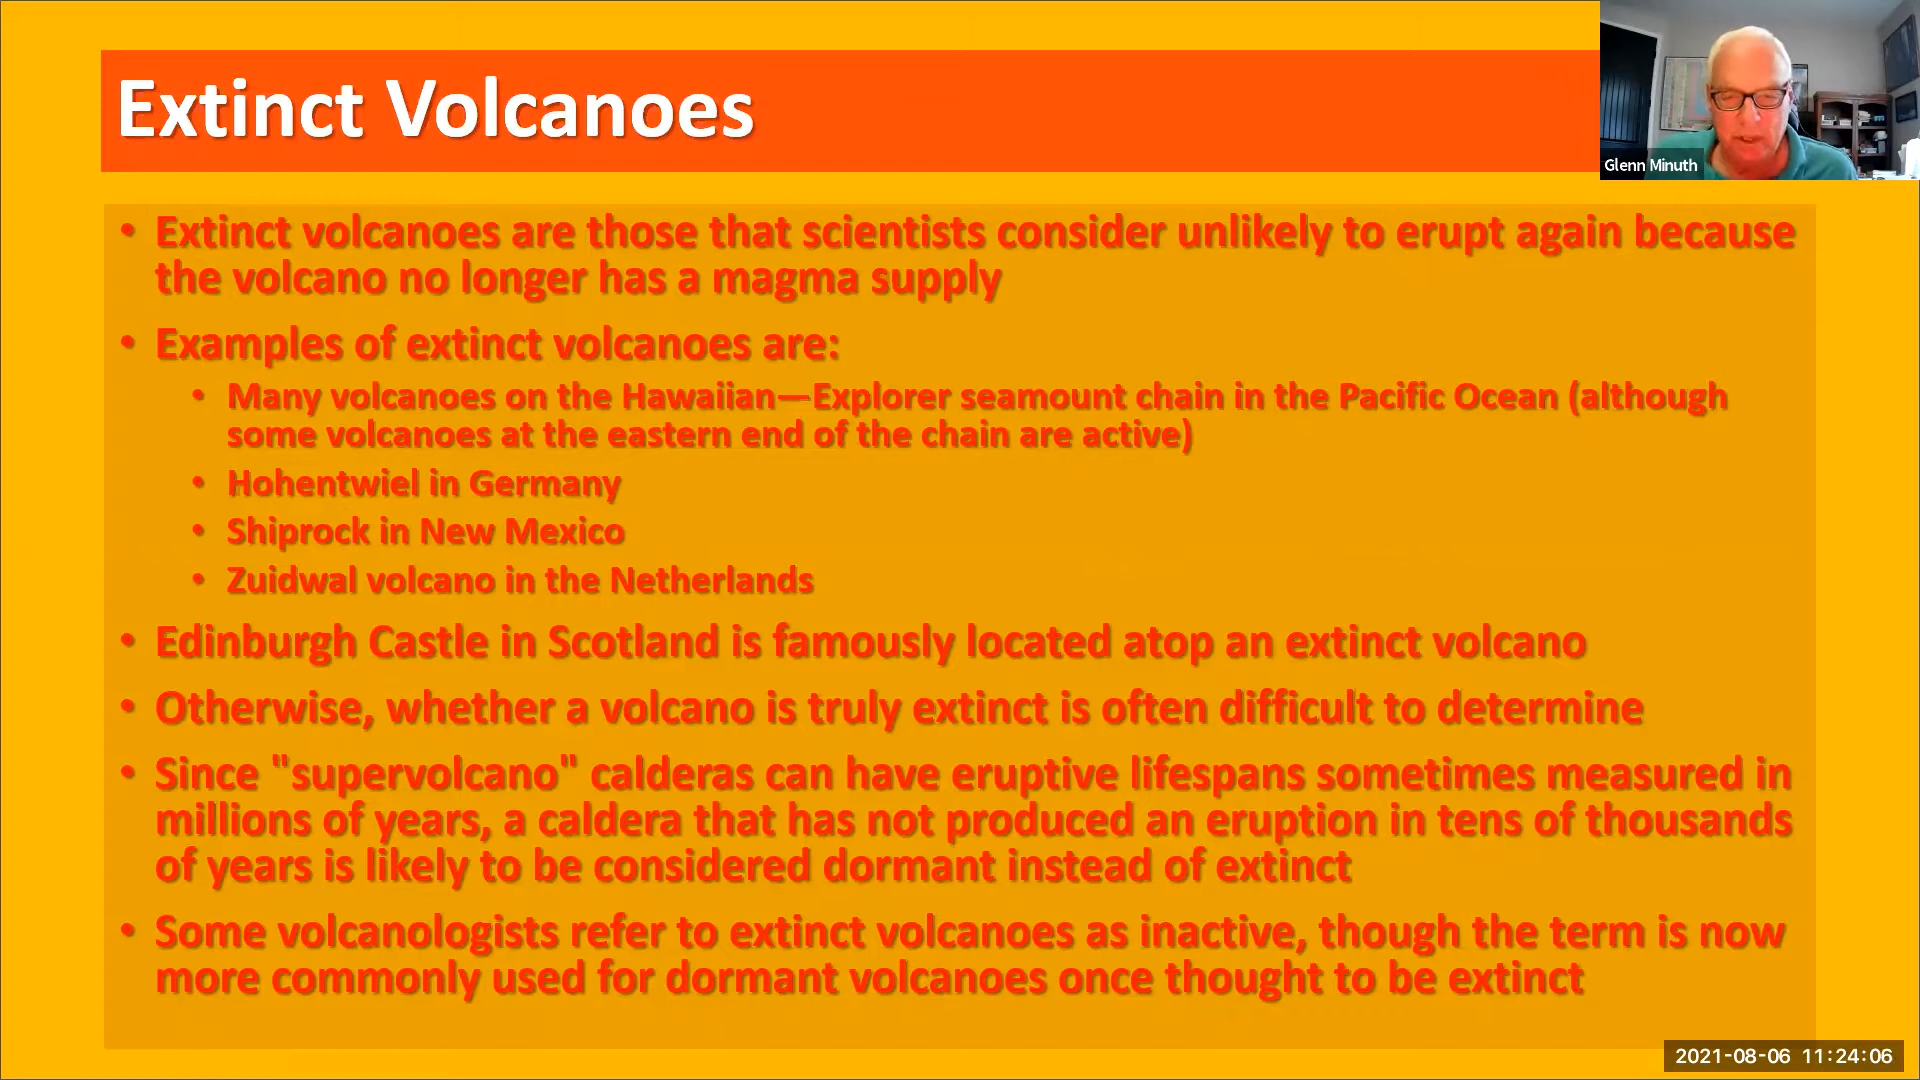 Extinct Volcanoes
Glenn Minuth
• Extinct volcanoes are those that scientists consider unlikely to erupt again because
the volcano no longer has a magma supply
• Examples of extinct volcanoes are:
• Many volcanoes on the Hawaiian—Explorer seamount chain in the Pacific Ocean (although
some volcanoes at the eastern end of the chain are active)
• Hohentwiel in Germany
• Shiprock in New Mexico
• Zuidwal volcano in the Netherlands
• Edinburgh Castle in Scotland is famously located atop an extinct volcano
• Otherwise, whether a volcano is truly extinct is often difficult to determine
• Since "supervolcano" calderas can have eruptive lifespans sometimes measured in
millions of years, a caldera that has not produced an eruption in tens of thousands
of years is likely to be considered dormant instead of extinct
• Some volcanologists refer to extinct volcanoes as inactive, though the term is now
more commonly used for dormant volcanoes once thought to be extinct
2021-08-06 11:24:06